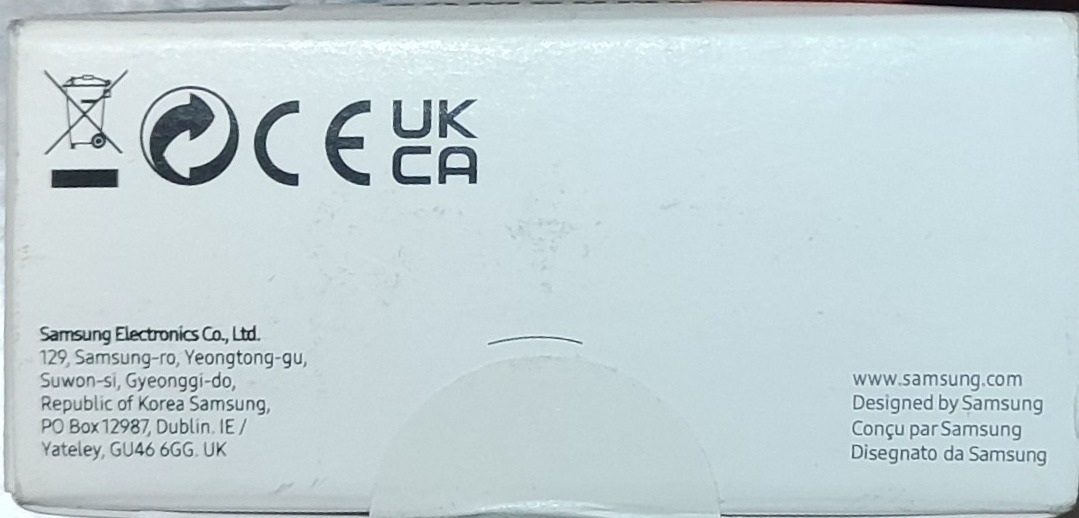 CE
UK
CA
Samsung Electronics Co., Ltd.
129, Samsung-ro, Yeongtong-gu,
Suwon-si, Gyeonggi-do,
Republic of Korea Samsung,
PO Box 12987, Dublin. IE /
Yateley, GU46 6GG. UK
www.samsung.com
Designed by Samsung
Conçu par Samsung
Disegnato da Samsung